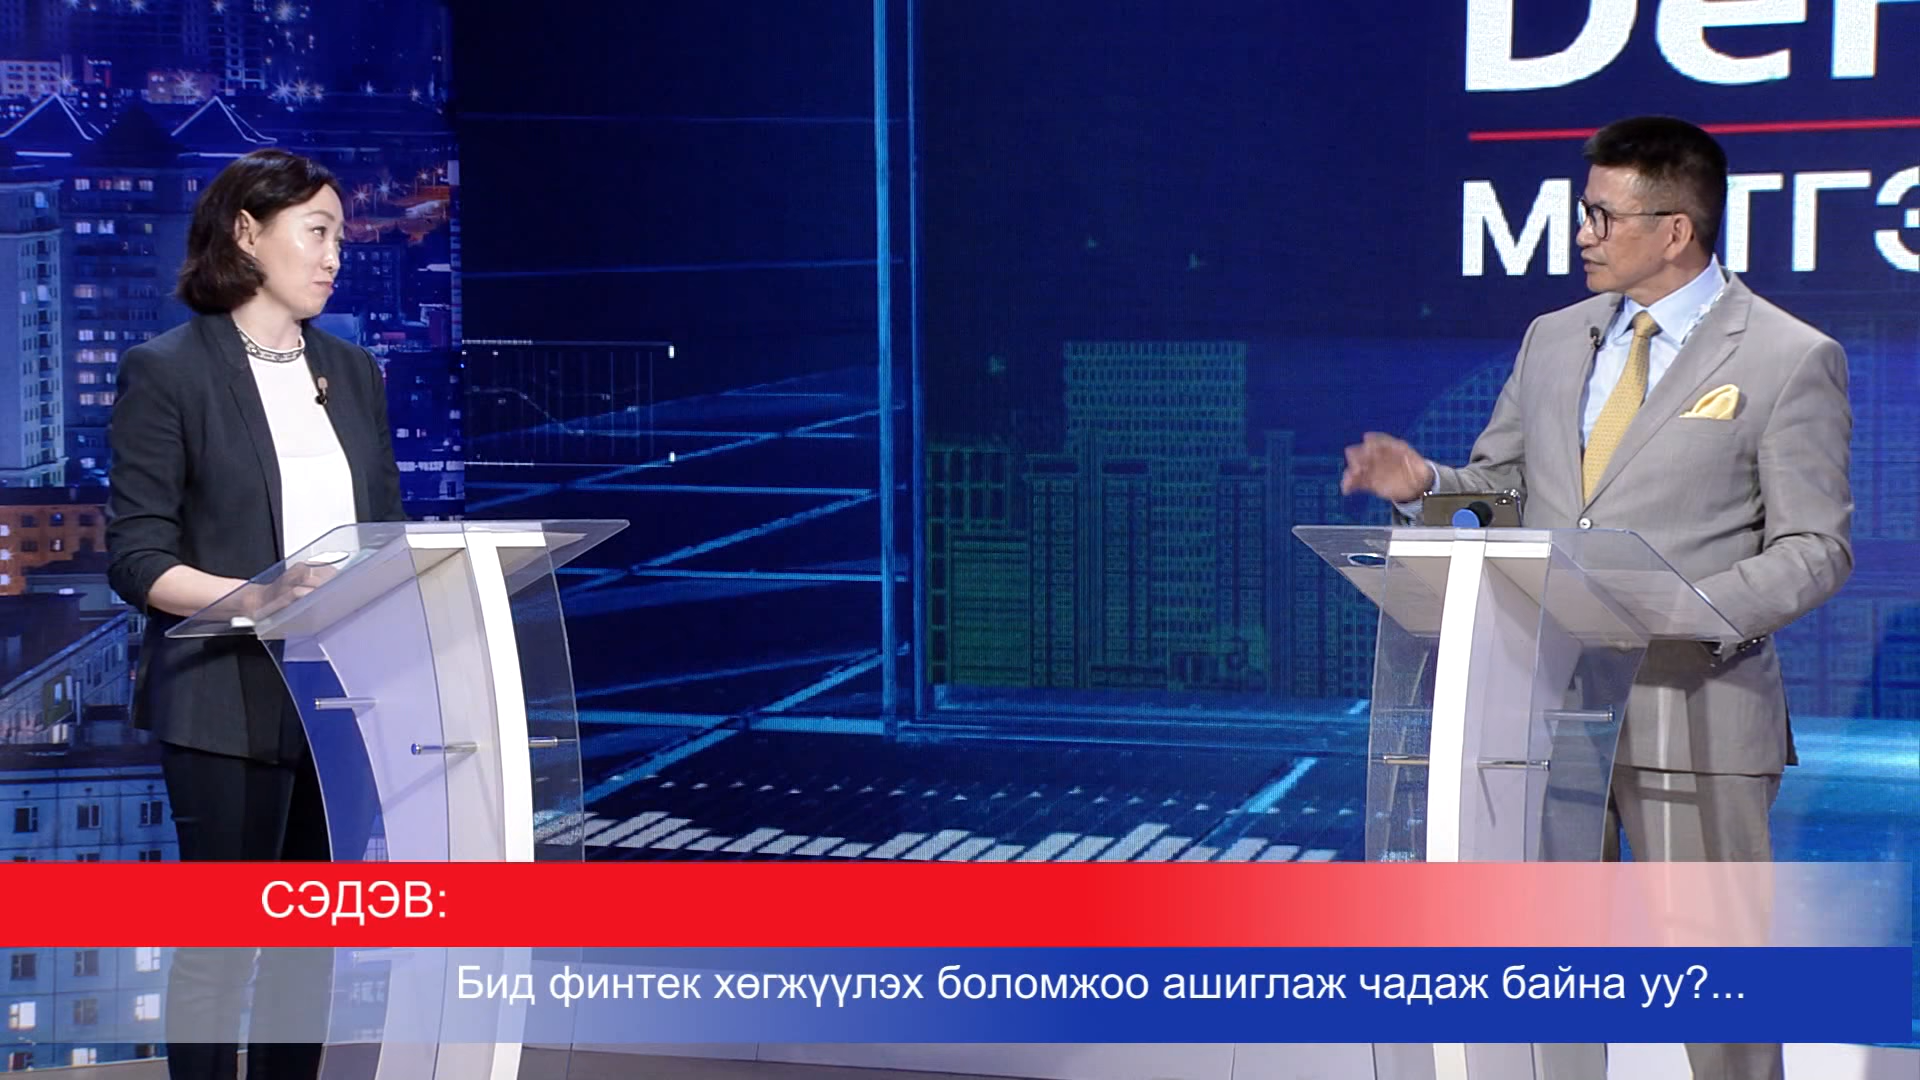 СЭДЭВ:
Бид финтек хөгжүүлэх боломжоо ашиглаж чадаж байна уу?...